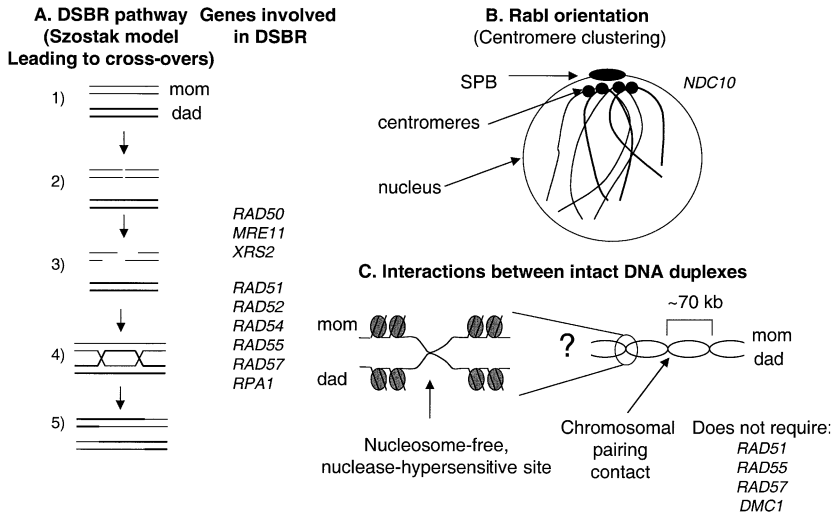 A. DSBR pathway
(Szostak model
Leading to cross-overs)
Genes involved
in DSBR
1)
mom
dad
2)
3)
4)
5)
RAD50
MRE11
XRS2
RAD51
RAD52
RAD54
RAD55
RAD57
RPA1
B. Rabl orientation
(Centromere clustering)
SPB
NDC10
centromeres
nucleus
C. Interactions between intact DNA duplexes
~70 kb
mom
dad
?
mom
dad
Nucleosome-free,
nuclease-hypersensitive site
Chromosomal
pairing
contact
Does not require:
RAD51
RAD55
RAD57
DMC1